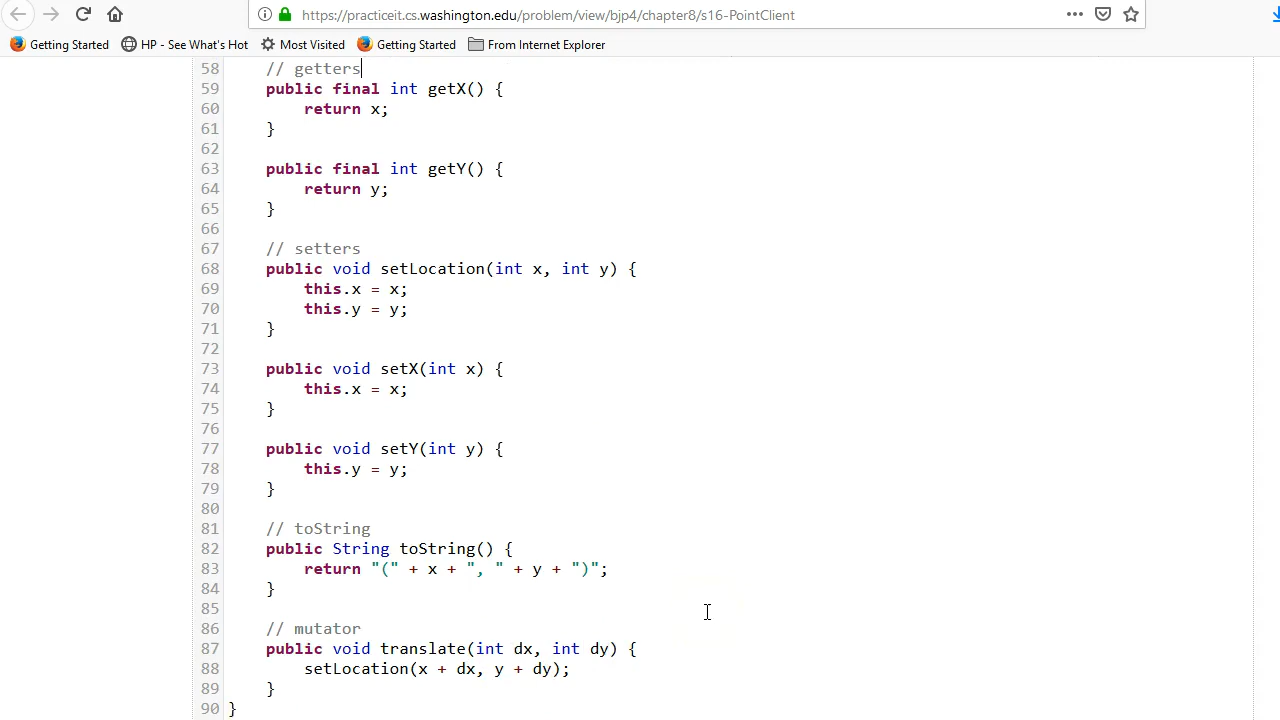 https://practiceit.cs.washington.edu/problem/view/bjp4/chapter8/s16-PointClient
Getting Started HP - See What's Hot Most Visited Getting Started From Internet Explorer
58 // getters
59 public final int getX() {
60 return x;
61 }
62
63 public final int getY() {
64 return y;
65 }
66
67 // setters
68 public void setLocation(int x, int y) {
69 this.x = x;
70 this.y = y;
71 }
72
73 public void setX(int x) {
74 this.x = x;
75 }
76
77 public void setY(int y) {
78 this.y = y;
79 }
80
81 // toString
82 public String toString() {
83 return "(" + x + ", " + y + ")";
84 }
85
86 // mutator
87 public void translate(int dx, int dy) {
88 setLocation(x + dx, y + dy);
89 }
90 }